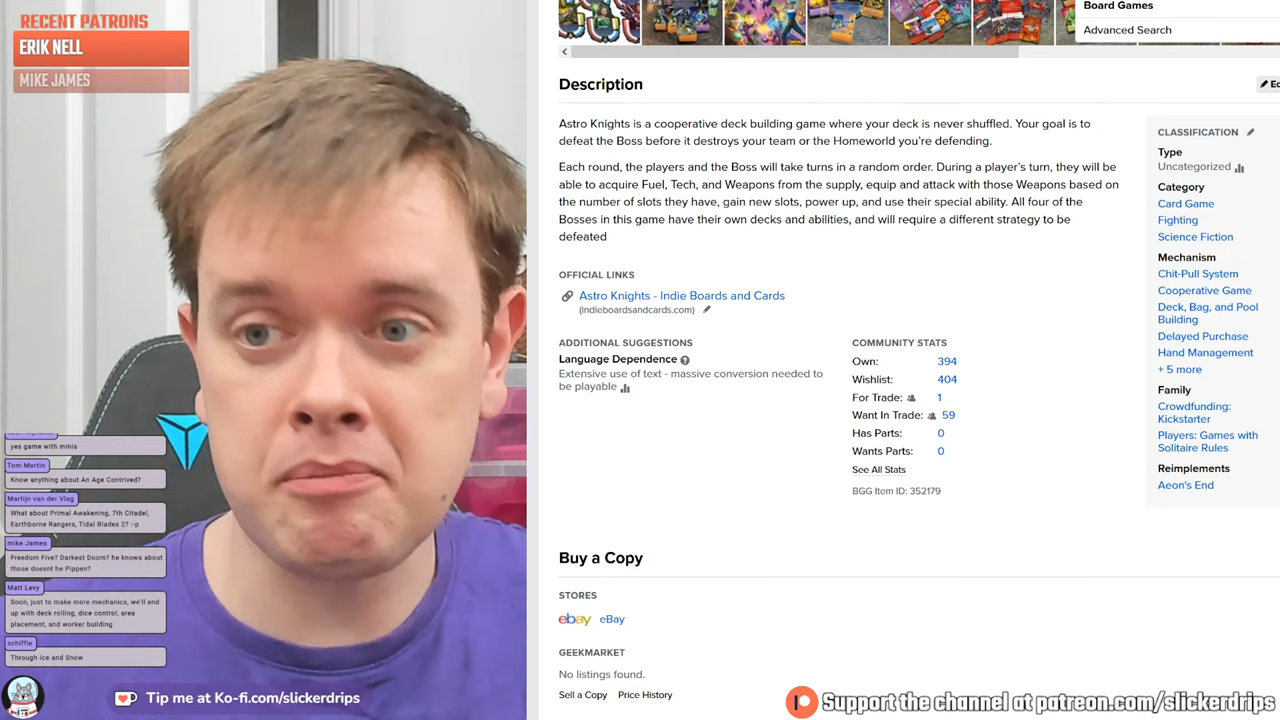 RECENT PATRONS
ERIK NELL
MIKE JAMES
yes game with minis
Tom Martin
Know anything about An Age Contrived?
Martijn van der Vlag
What about Primal Awakening, 7th Citadel,
Earthborne Rangers, Tidal Blades 2? :-p
mike James
Freedom Five? Darkest Doom? he knows about
those doesnt he Pippen?
Matt Levy
Soon, just to make more mechanics, we'll end
up with deck rolling, dice control, area
placement, and worker building
schiffie
Through Ice and Snow
Tip me at Ko-fi.com/slickerdrips
Board Games
Advanced Search
Description
Astro Knights is a cooperative deck building game where your deck is never shuffled. Your goal is to
defeat the Boss before it destroys your team or the Homeworld you're defending.
Each round, the players and the Boss will take turns in a random order. During a player's turn, they will be
able to acquire Fuel, Tech, and Weapons from the supply, equip and attack with those Weapons based on
the number of slots they have, gain new slots, power up, and use their special ability. All four of the
Bosses in this game have their own decks and abilities, and will require a different strategy to be
defeated
OFFICIAL LINKS
Astro Knights - Indie Boards and Cards
(indieboardsandcards.com)
ADDITIONAL SUGGESTIONS
Language Dependence
Extensive use of text - massive conversion needed to
be playable
COMMUNITY STATS
Own: 394
Wishlist: 404
For Trade: 1
Want In Trade: 59
Has Parts: 0
Wants Parts: 0
See All Stats
BGG Item ID: 352179
CLASSIFICATION
Type
Uncategorized
Category
Card Game
Fighting
Science Fiction
Mechanism
Chit-Pull System
Cooperative Game
Deck, Bag, and Pool
Building
Delayed Purchase
Hand Management
+ 5 more
Family
Crowdfunding:
Kickstarter
Players: Games with
Solitaire Rules
Reimplements
Aeon's End
Buy a Copy
STORES
ebay eBay
GEEKMARKET
No listings found.
Sell a Copy Price History
Support the channel at patreon.com/slickerdrips